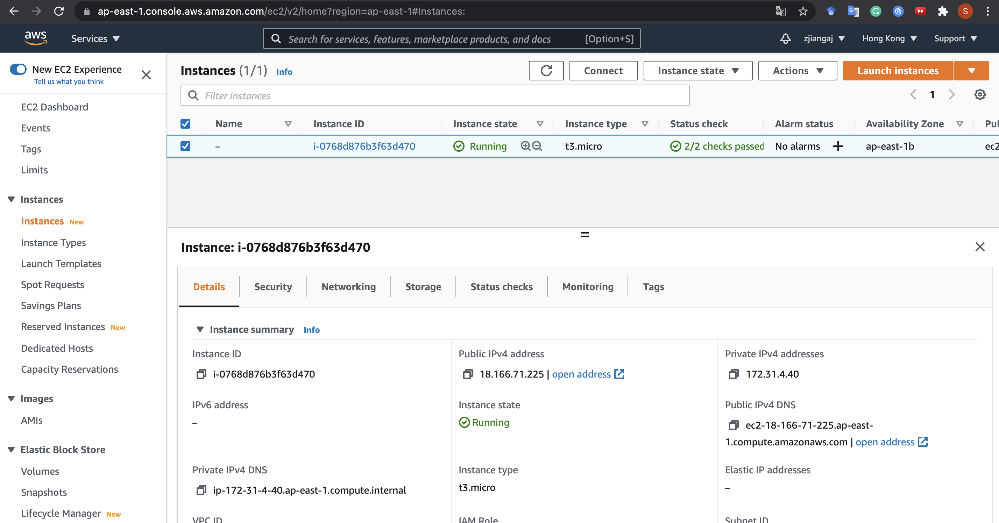 ap-east-1.console.aws.amazon.com/ec2/v2/home?region=ap-east-1#Instances:
S
aws
Services
Search for services, features, marketplace products, and docs
[Option+S]
zjiangaj
Hong Kong
Support
New EC2 Experience
Tell us what you think
EC2 Dashboard
Events
Tags
Limits
Instances
Instances New
Instance Types
Launch Templates
Spot Requests
Savings Plans
Reserved Instances New
Dedicated Hosts
Capacity Reservations
Images
AMIs
Elastic Block Store
Volumes
Snapshots
Lifecycle Manager New
Instances (1/1) Info
Connect
Instance state
Actions
Launch instances
Filter instances
1
Name Instance ID Instance state Instance type Status check Alarm status Availability Zone
– i-0768d876b3f63d470 Running t3.micro 2/2 checks passed No alarms + ap-east-1b ec2
Instance: i-0768d876b3f63d470
Details Security Networking Storage Status checks Monitoring Tags
Instance summary Info
Instance ID
i-0768d876b3f63d470
Public IPv4 address
18.166.71.225 | open address
Private IPv4 addresses
172.31.4.40
IPv6 address
–
Instance state
Running
Public IPv4 DNS
ec2-18-166-71-225.ap-east-
1.compute.amazonaws.com | open address
Private IPv4 DNS
ip-172-31-4-40.ap-east-1.compute.internal
Instance type
t3.micro
Elastic IP addresses
–
VPC ID
IAM Role
Subnet ID